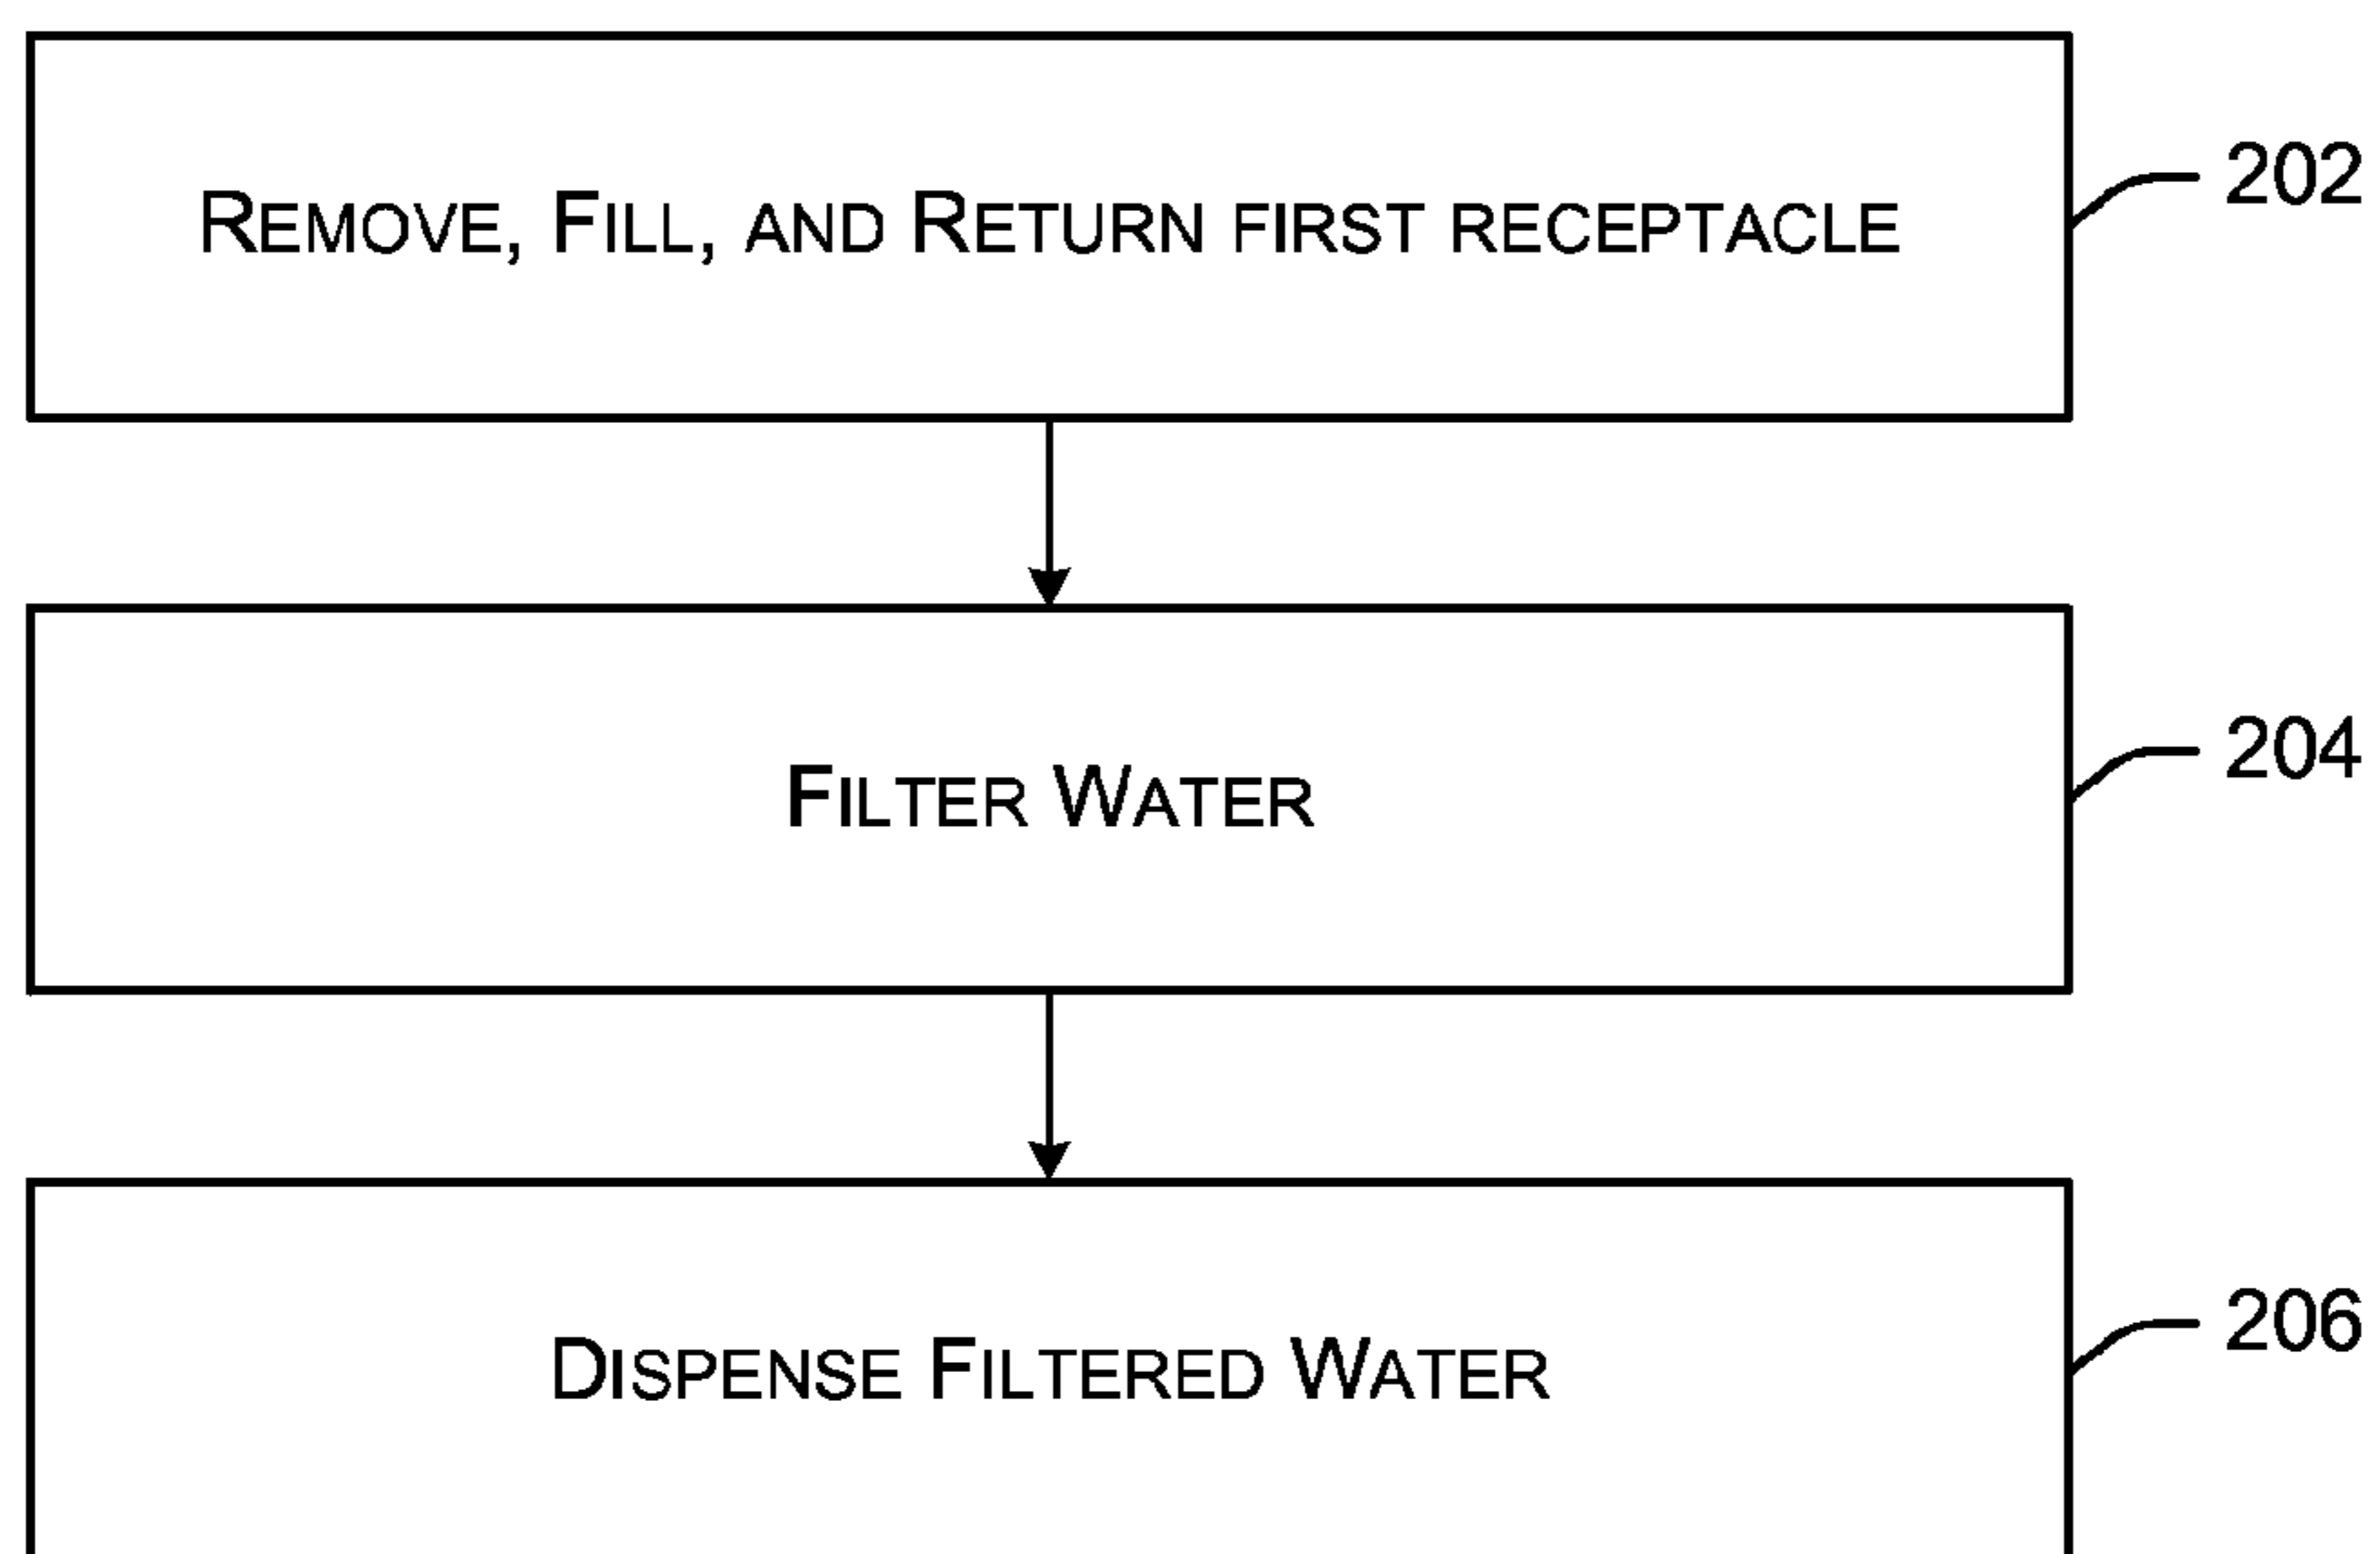 REMOVE, FILL, AND RETURN FIRST RECEPTACLE
202
FILTER WATER
204
DISPENSE FILTERED WATER
206